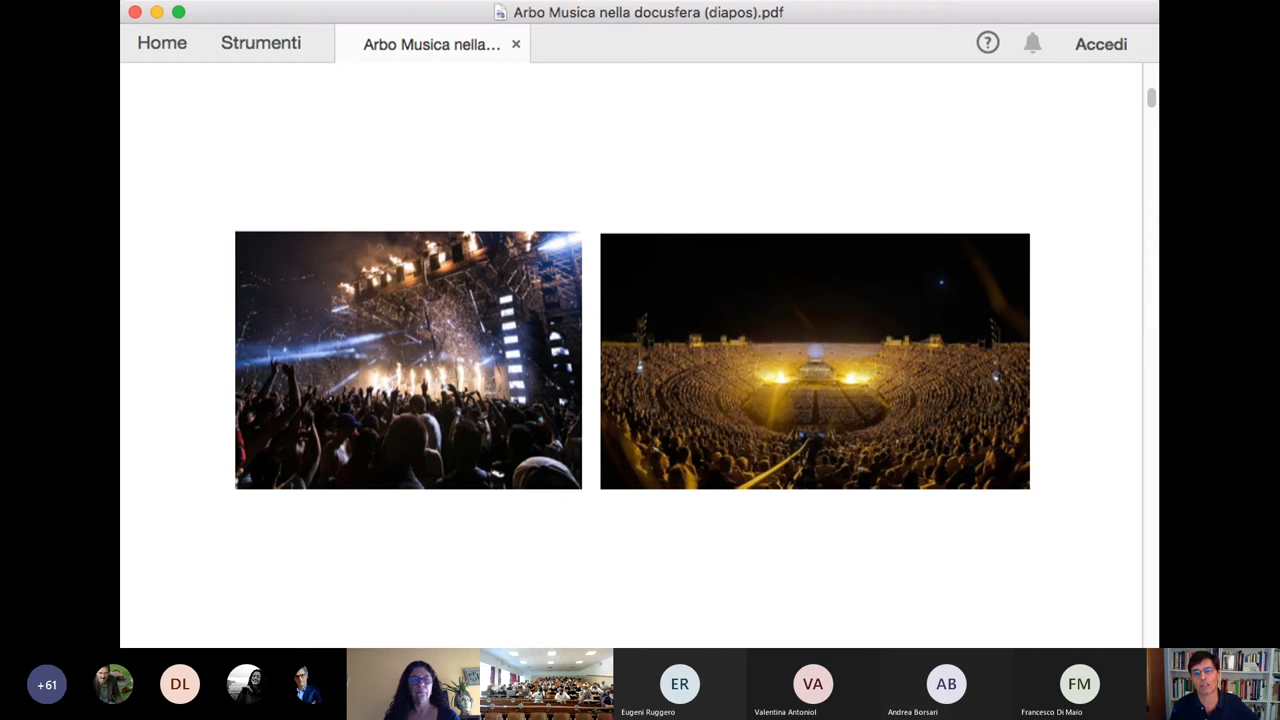 Arbo Musica nella docusfera (diapos).pdf
Home
Strumenti
Arbo Musica nella... ×
?
Accedi
+61
DL
ER
VA
AB
FM
Eugeni Ruggero
Valentina Antoniol
Andrea Borsari
Francesco Di Maio